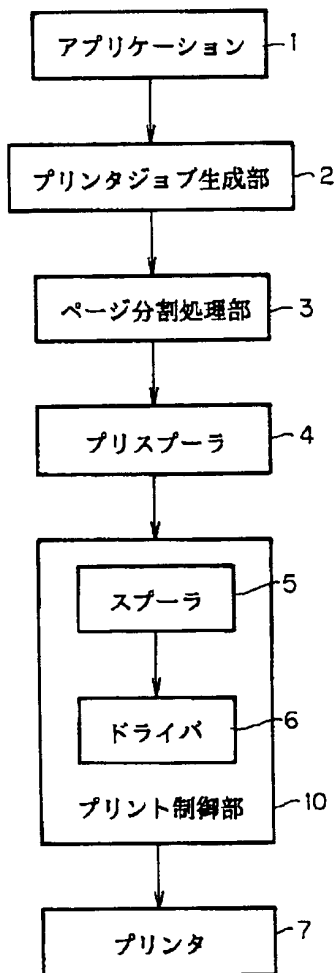 アプリケーション 1
プリンタジョブ生成部 2
ページ分割処理部 3
プリスプーラ 4
スプーラ 5
ドライバ 6
プリント制御部 10
プリンタ 7